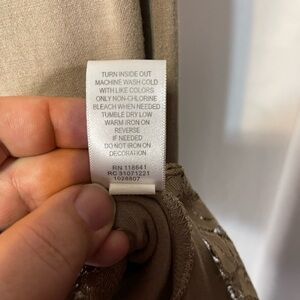 TURN INSIDE OUT
MACHINE WASH COLD
WITH LIKE COLORS
ONLY NON-CHLORINE
BLEACH WHEN NEEDED
TUMBLE DRY LOW
WARM IRON ON
REVERSE
IF NEEDED
DO NOT IRON ON
DECORATION
RN 118641
RC 31071221
1028807